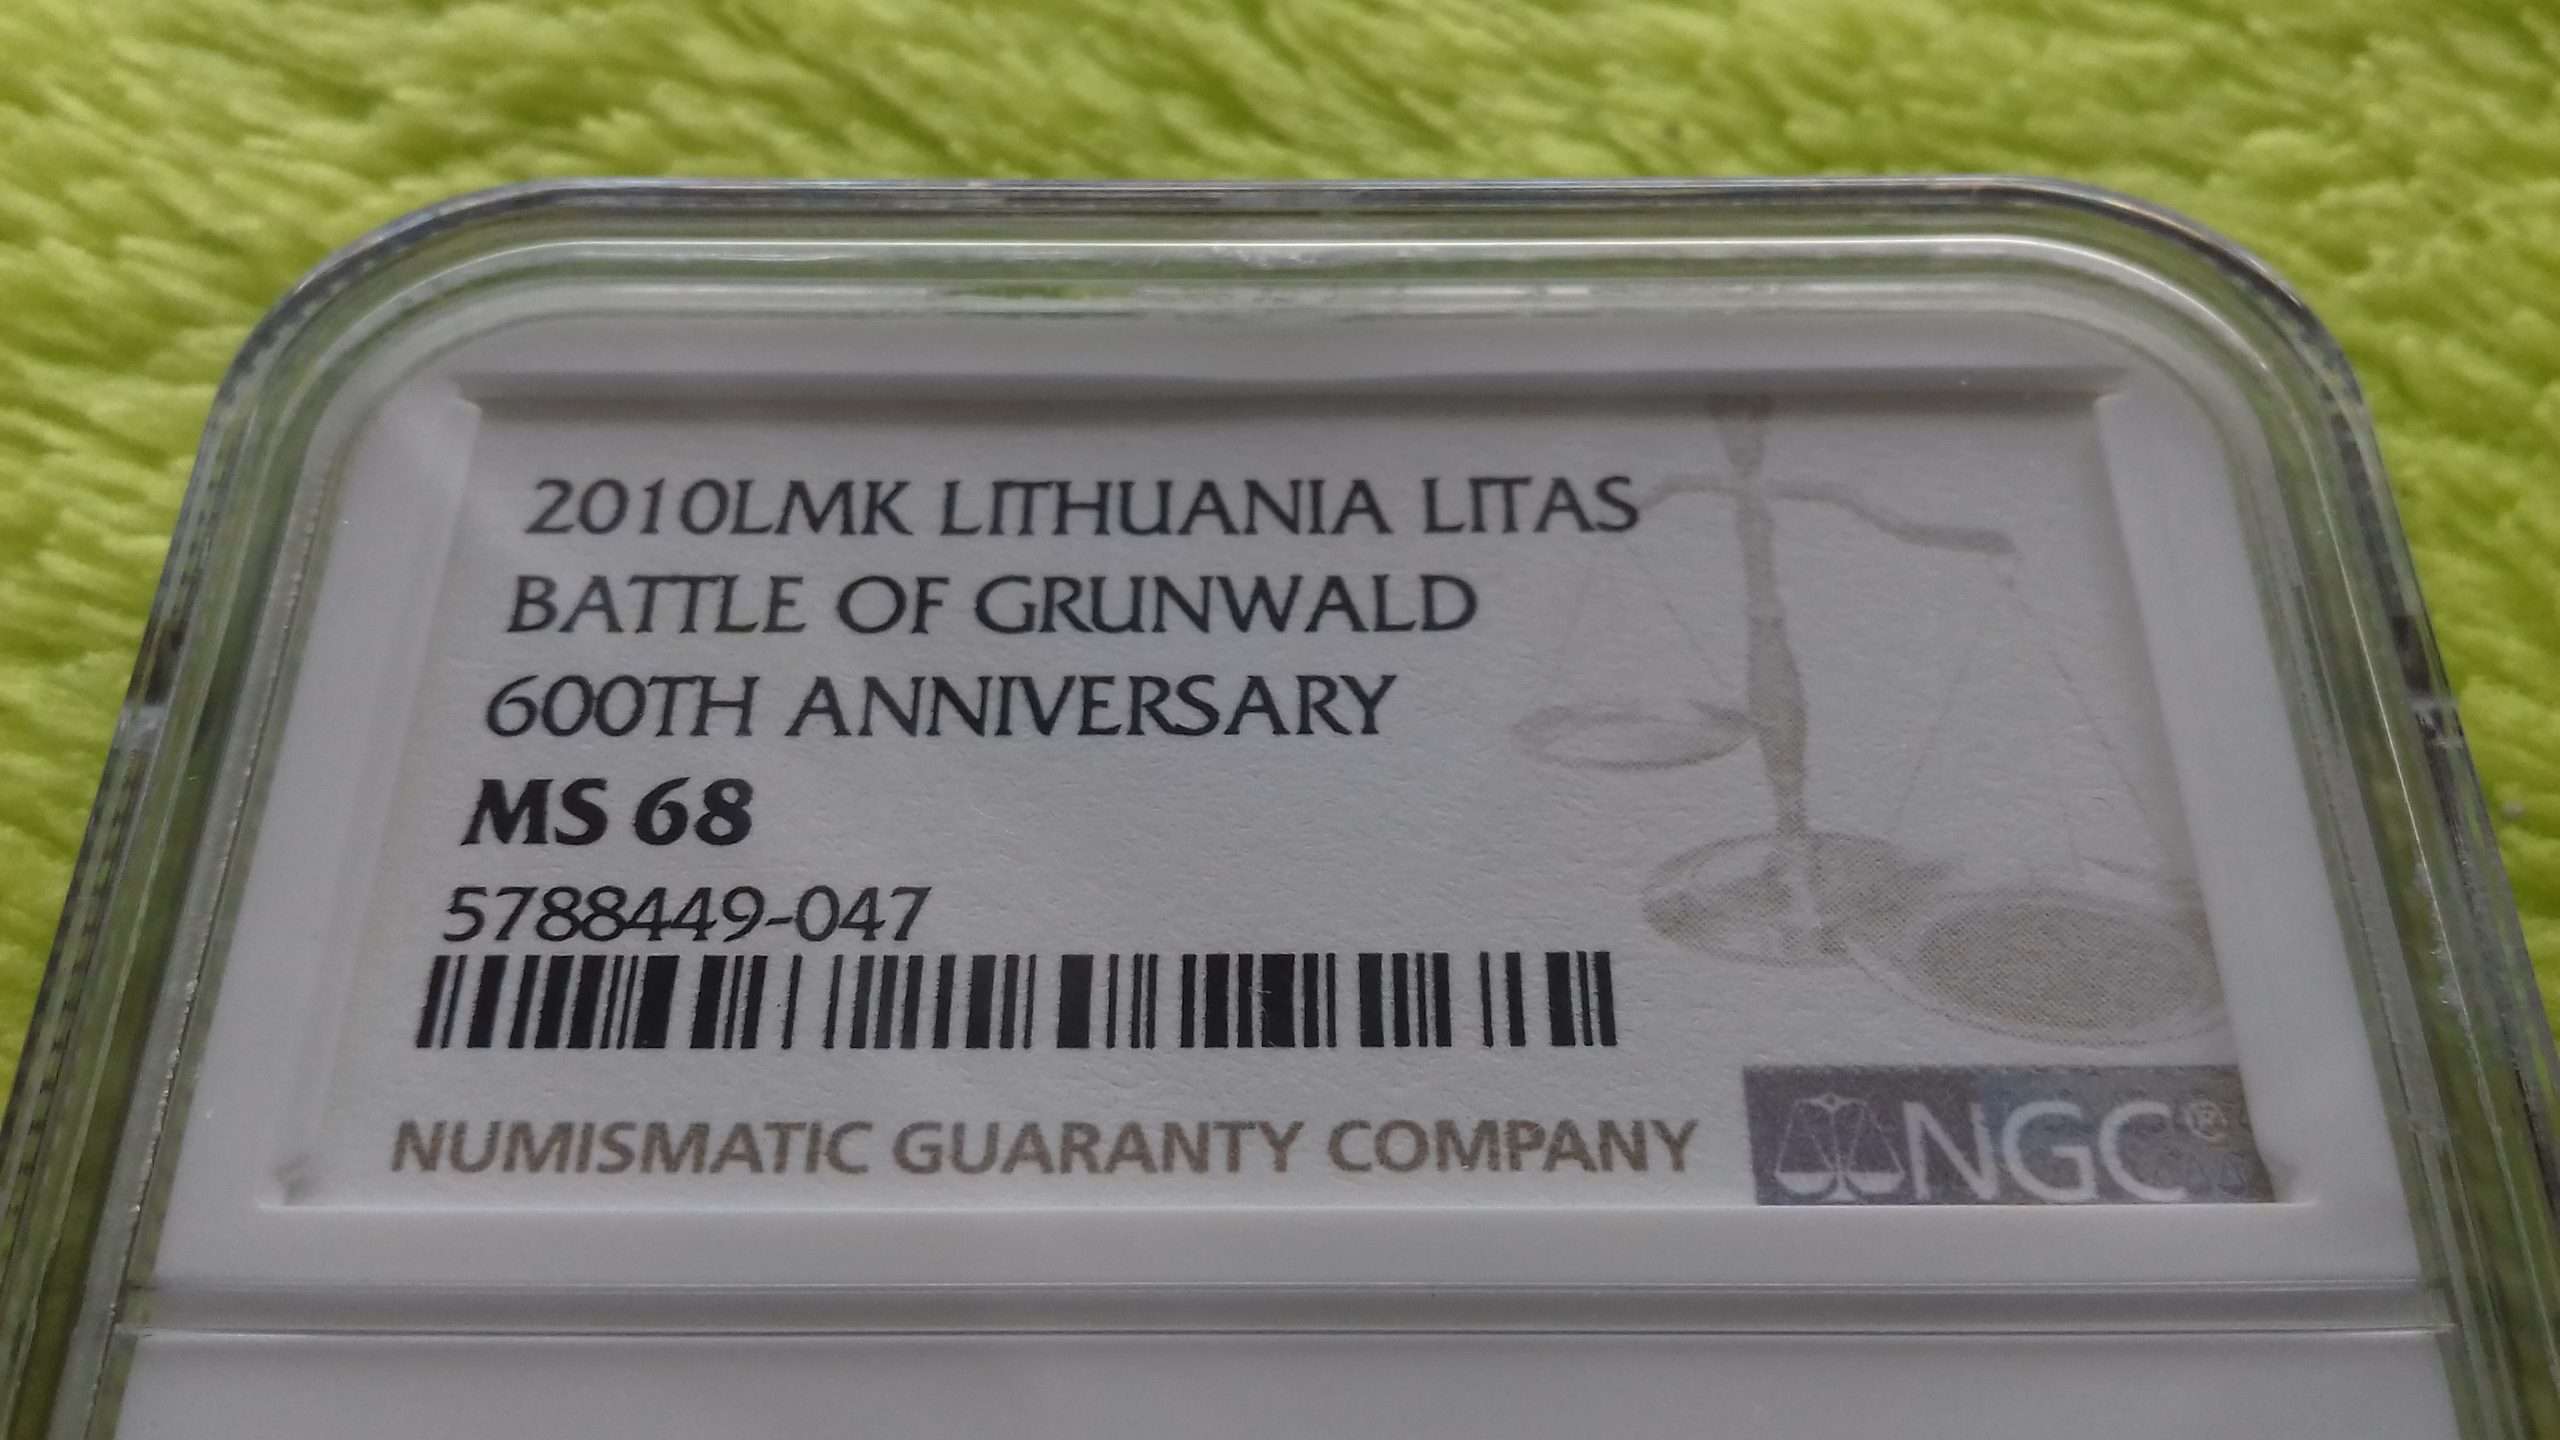 2010LMK LITHUANIA LITAS
BATTLE OF GRUNWALD
600TH ANNIVERSARY
MS 68
5788449-047
NUMISMATIC GUARANTY COMPANY
NGC®